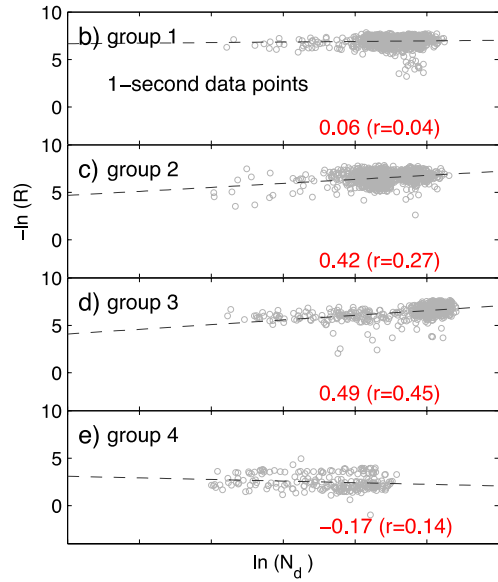 10
b) group 1
5
1−second data points
0
0.06 (r=0.04)
10
c) group 2
5
−ln (R)
0
0.42 (r=0.27)
10
d) group 3
5
0
0.49 (r=0.45)
10
e) group 4
5
0
−0.17 (r=0.14)
ln (N_d)